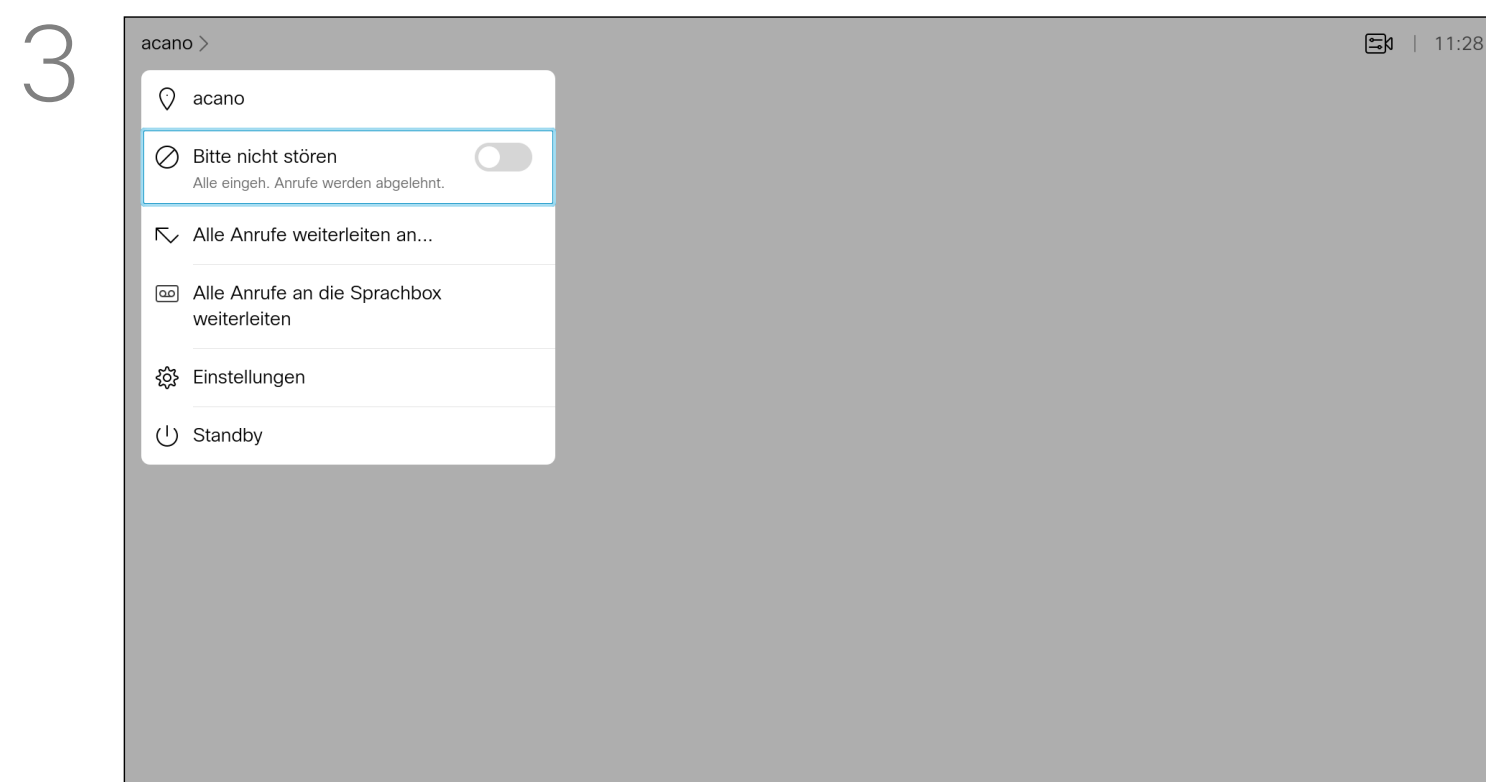 3
acano
11:28
acano
Bitte nicht stören
Alle eingeh. Anrufe werden abgelehnt.
Alle Anrufe weiterleiten an...
Alle Anrufe an die Sprachbox
weiterleiten
Einstellungen
Standby